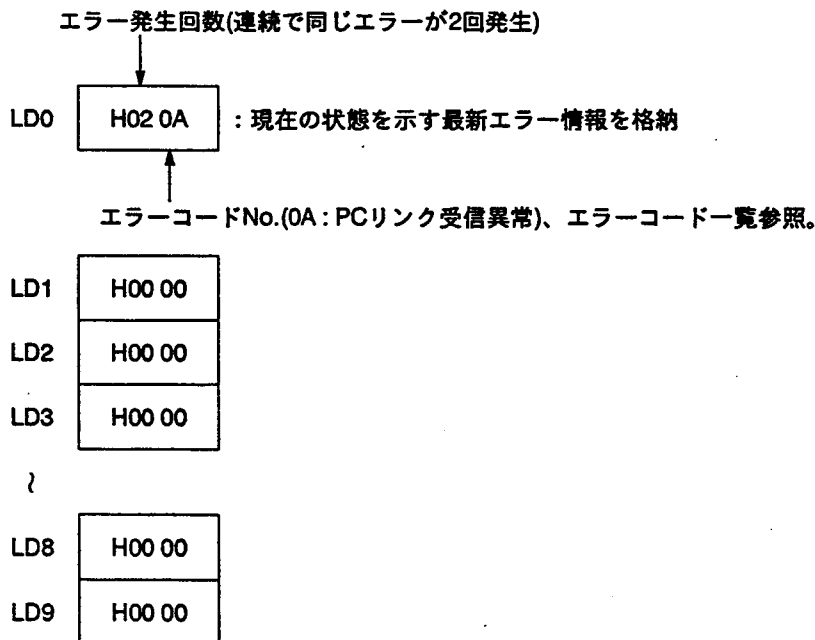 エラー発生回数(連続で同じエラーが2回発生)
LD0 H02 0A :現在の状態を示す最新エラー情報を格納
エラーコードNo.(0A:PCリンク受信異常)、エラーコード一覧参照。
LD1 H00 00
LD2 H00 00
LD3 H00 00
~
LD8 H00 00
LD9 H00 00